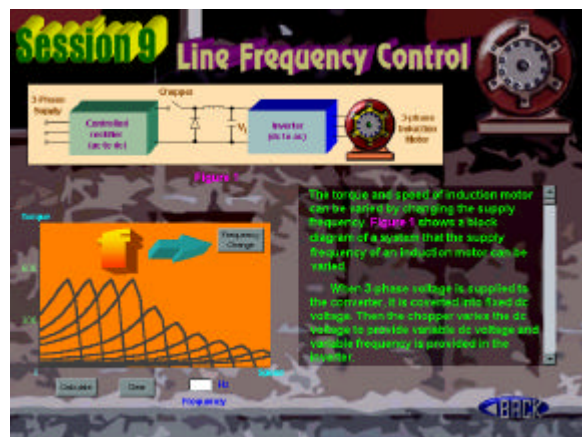 Session 9
Line Frequency Control
Chopper
3-Phase
Supply
Controlled
rectifier
(ac to dc)
Inverter
(dc to ac)
3-phase
Induction
Motor
Figure 1
The torque and speed of induction motor
can be varied by changing the supply
frequency. Figure 1 shows a block
diagram of a system that the supply
frequency of an induction motor can be
varied
When 3-phase voltage is supplied to
the converter, it is coverted into fixed dc
voltage. Then the chopper varies the dc
voltage to provide variable dc voltage and
variable frequency is provided in the
inverter.
Torque
Frequency
Change
Calculate
Clear
Hz
Frequency
BACK